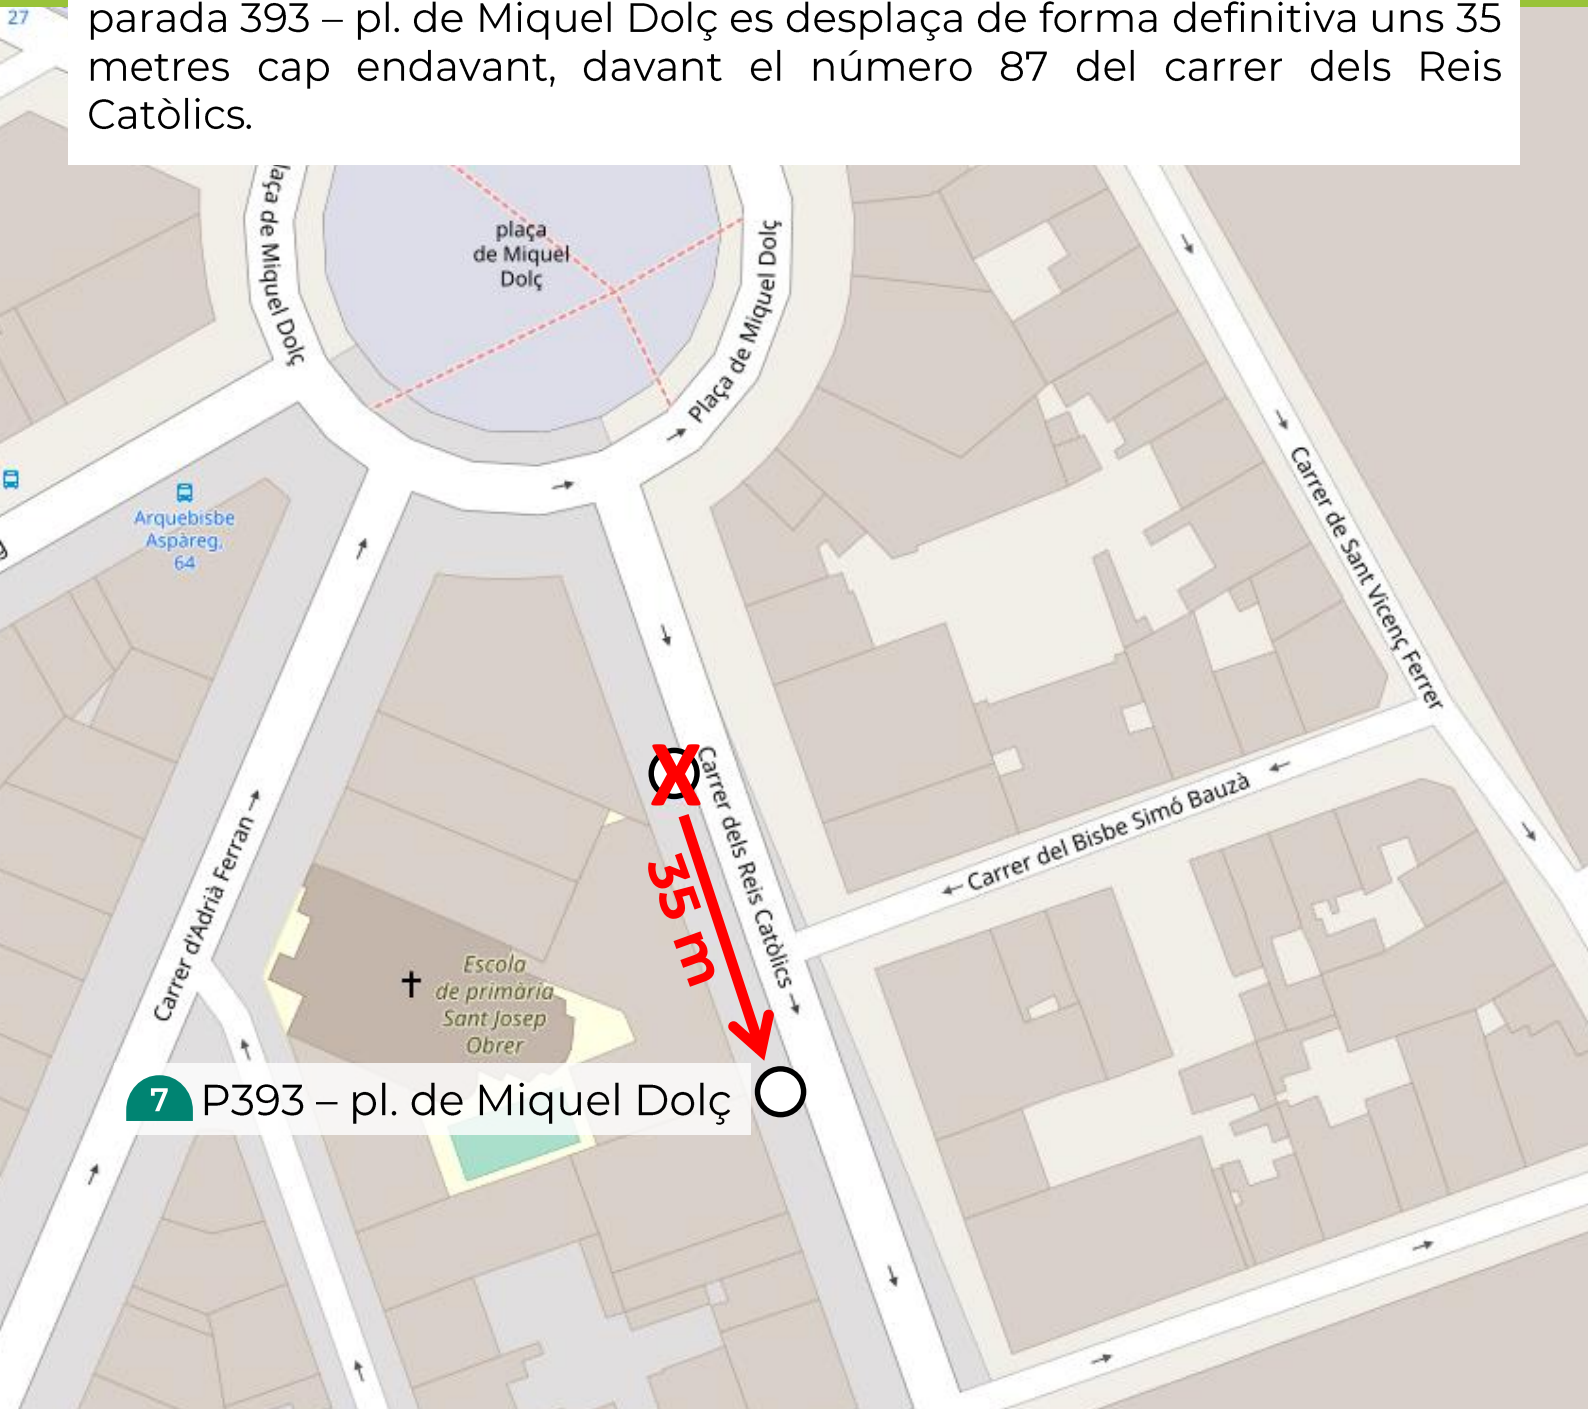 27
parada 393 – pl. de Miquel Dolç es desplaça de forma definitiva uns 35
metres cap endavant, davant el número 87 del carrer dels Reis
Catòlics.
laça de Miquel Dolç
plaça
de Miquel
Dolç
Plaça de Miquel Dolç
Arquebisbe
Aspàreg,
64
Carrer de Sant Vicenç Ferrer
X
Carrer dels Reis Catòlics
35 m
Carrer del Bisbe Simó Bauzà
Carrer d'Adrià Ferran
Escola
de primària
Sant Josep
Obrer
7 P393 – pl. de Miquel Dolç